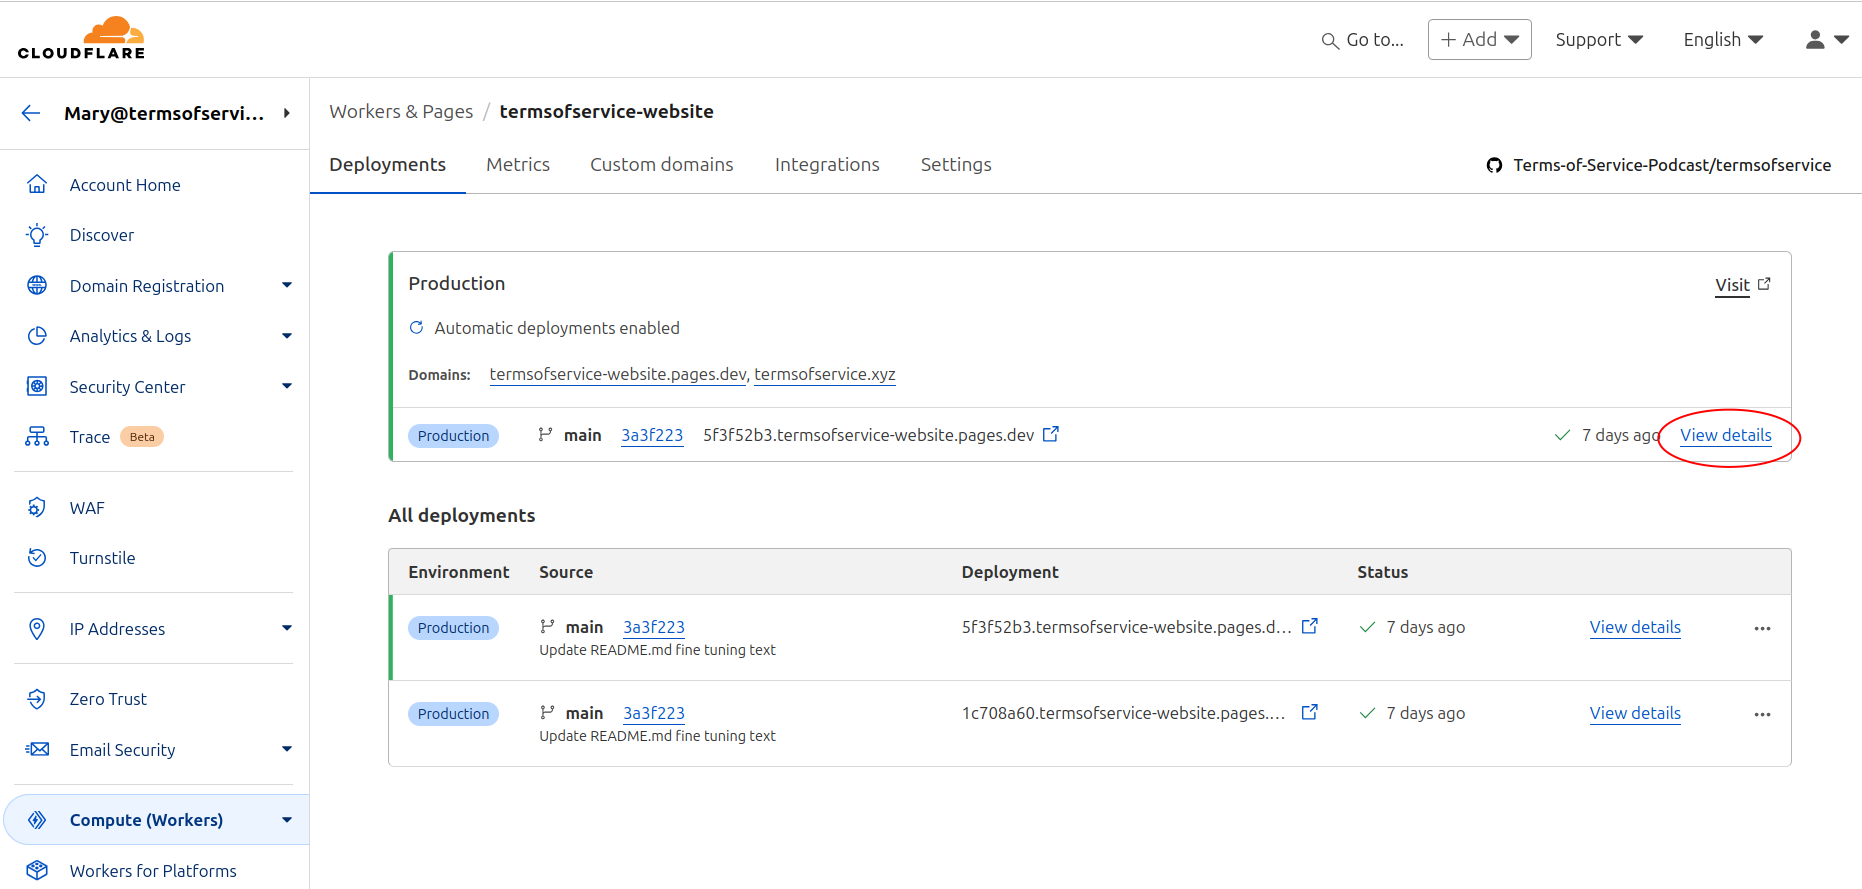 CLOUDFLARE
Go to...
+ Add
Support
English
Mary@termsofservi...
Workers & Pages / termsofservice-website
Deployments
Metrics
Custom domains
Integrations
Settings
Terms-of-Service-Podcast/termsofservice
Account Home
Discover
Domain Registration
Analytics & Logs
Security Center
Trace Beta
WAF
Turnstile
IP Addresses
Zero Trust
Email Security
Compute (Workers)
Workers for Platforms
Production
Visit
Automatic deployments enabled
Domains: termsofservice-website.pages.dev, termsofservice.xyz
Production main 3a3f223 5f3f52b3.termsofservice-website.pages.dev 7 days ago View details
All deployments
Environment Source Deployment Status
Production main 3a3f223 5f3f52b3.termsofservice-website.pages.d... 7 days ago View details ...
Update README.md fine tuning text
Production main 3a3f223 1c708a60.termsofservice-website.pages.... 7 days ago View details ...
Update README.md fine tuning text